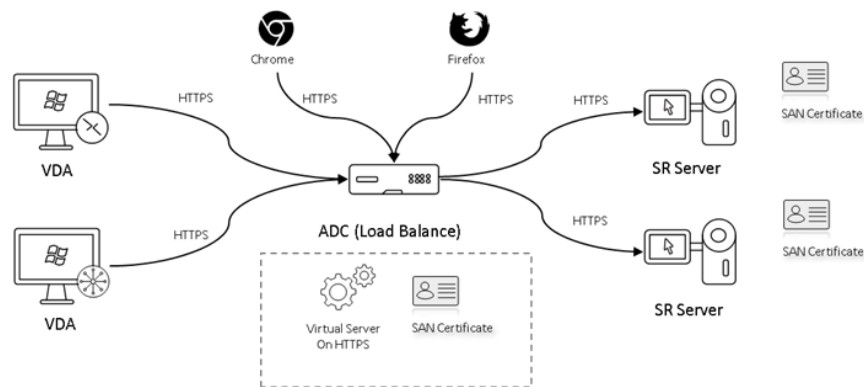 Chrome
Firefox
HTTPS
HTTPS
HTTPS
HTTPS
SAN Certificate
VDA
SR Server
HTTPS
ADC (Load Balance)
HTTPS
SAN Certificate
VDA
Virtual Server
On HTTPS
SAN Certificate
SR Server